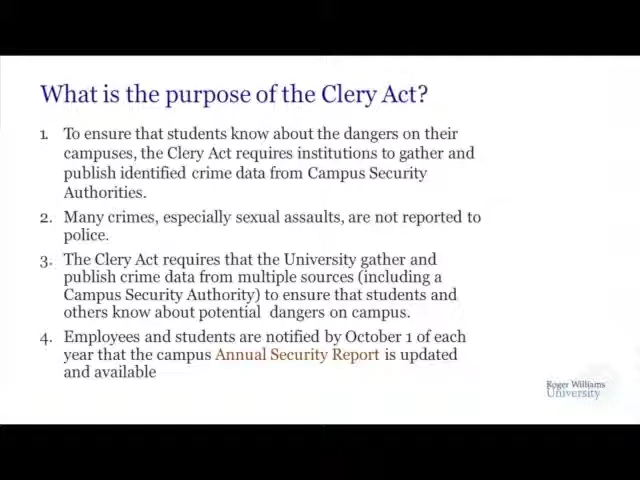 What is the purpose of the Clery Act?
1. To ensure that students know about the dangers on their
campuses, the Clery Act requires institutions to gather and
publish identified crime data from Campus Security
Authorities.
2. Many crimes, especially sexual assaults, are not reported to
police.
3. The Clery Act requires that the University gather and
publish crime data from multiple sources (including a
Campus Security Authority) to ensure that students and
others know about potential dangers on campus.
4. Employees and students are notified by October 1 of each
year that the campus Annual Security Report is updated
and available
Roger Williams
University